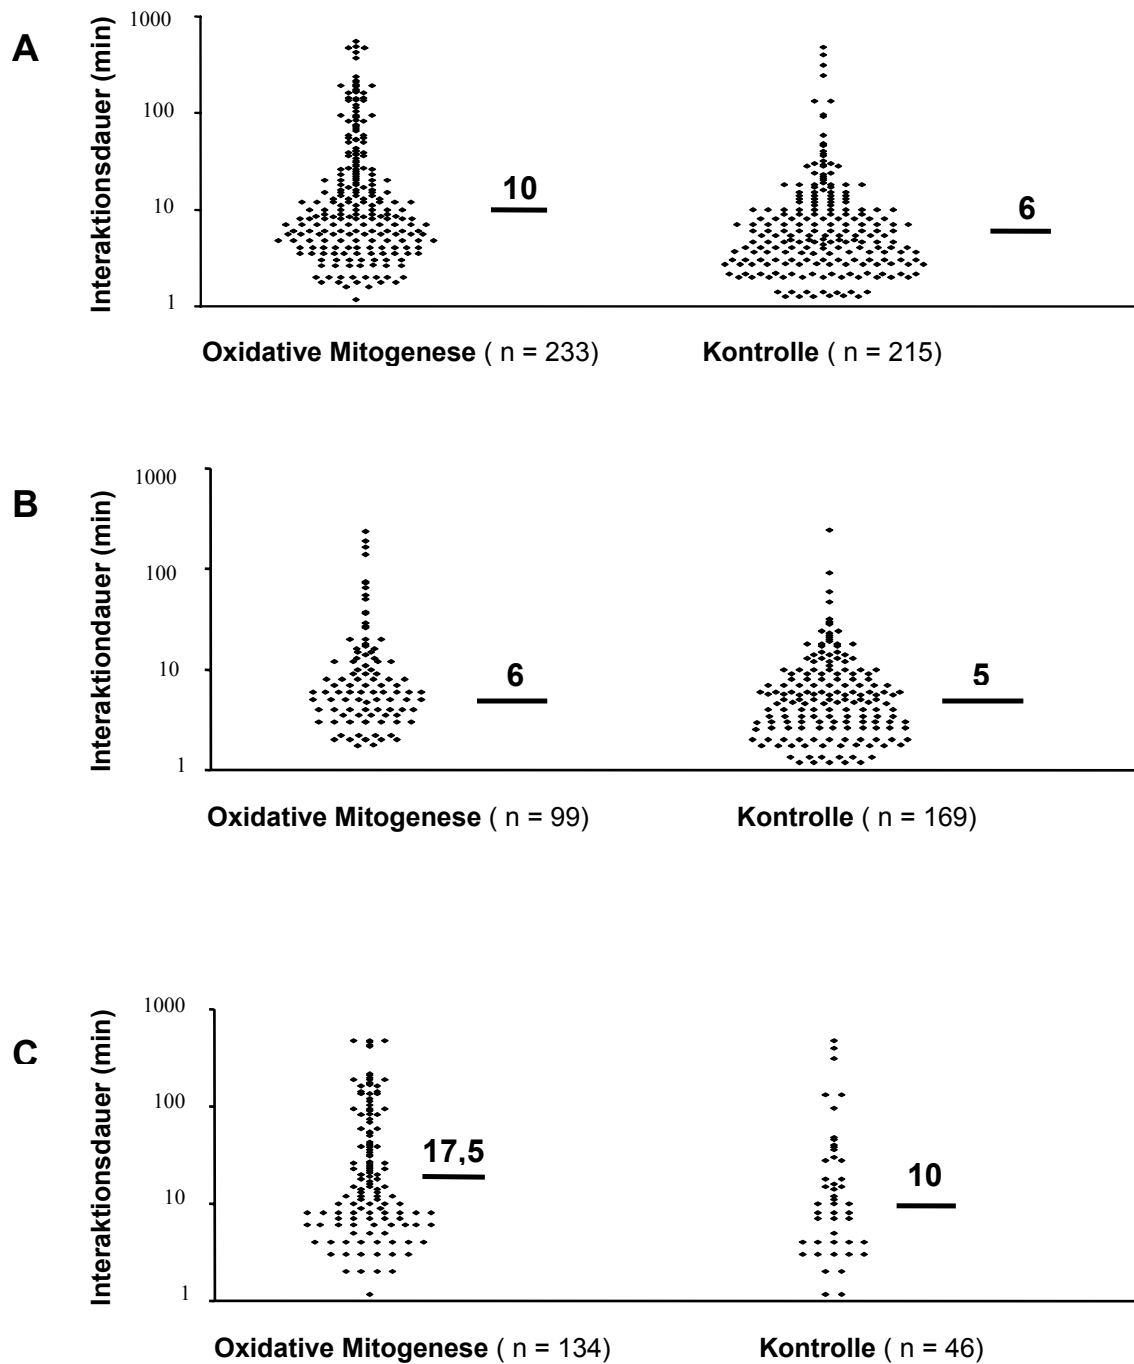 A
Interaktionsdauer (min)
1000
100
10
1
10
6
Oxidative Mitogenese ( n = 233)
Kontrolle ( n = 215)
B
Interaktiondauer (min)
1000
100
10
1
6
5
Oxidative Mitogenese ( n = 99)
Kontrolle ( n = 169)
C
Interaktionsdauer (min)
1000
100
10
1
17,5
10
Oxidative Mitogenese ( n = 134)
Kontrolle ( n = 46)